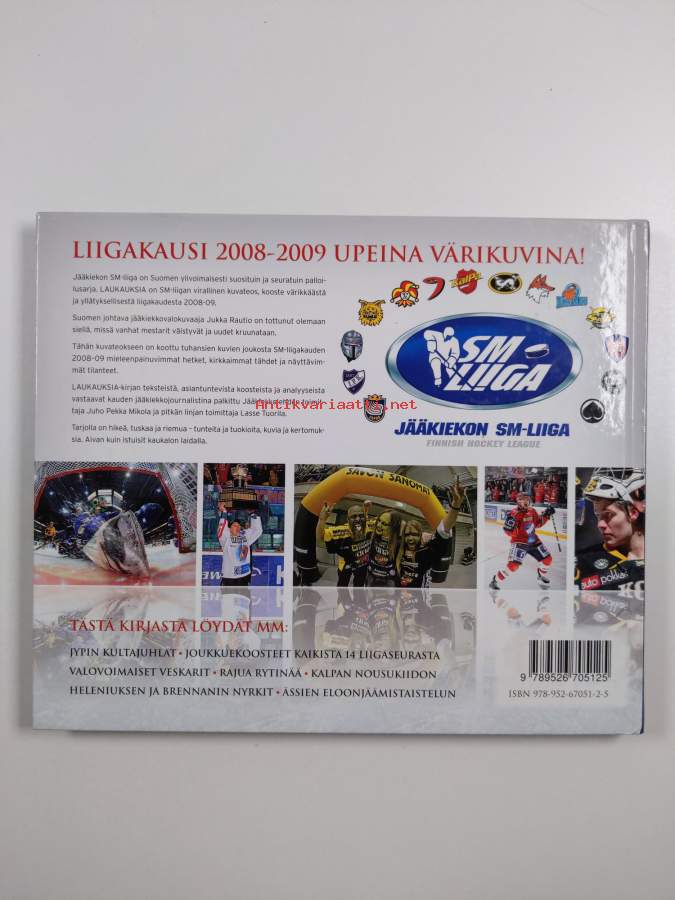 LIIGAKAUSI 2008-2009 UPEINA VÄRIKUVINA!
Jääkiekon SM-liiga on Suomen ylivoimaisesti suosituin ja seuratuin palloi-
lusarja. LAUKAUKSIA on SM-liigan virallinen kuvateos, kooste värikkäästä
ja yllätyksellisestä liigakaudesta 2008-09.
Suomen johtava jääkiekkovalokuvaaja Jukka Rautio on tottunut olemaan
siellä, missä vanhat mestarit väistyvät ja uudet kruunataan.
Tähän kuvateokseen on koottu tuhansien kuvien joukosta SM-liigakauden
2008-09 mieleenpainuvimmat hetket, kirkkaimmat tähdet ja näyttävim-
mät tilanteet.
LAUKAUKSIA-kirjan teksteistä, asiantuntevista koosteista ja analyyseista
vastaavat kauden jääkiekkojournalistina palkittu Jääkiekkolehden toimit-
taja Juho Pekka Mikola ja pitkän linjan toimittaja Lasse Tuorila.
Tarjolla on hikeä, tuskaa ja riemua - tunteita ja tuokioita, kuvia ja kertomuk-
sia. Aivan kuin istuisit kaukalon laidalla.
KalPa
SM
LIIGA
JÄÄKIEKON SM-LIIGA
FINNISH HOCKEY LEAGUE
Antikvariaatti.net
SAVON SANOMAT
auto pokka
TÄSTÄ KIRJASTA LÖYDÄT MM:
JYPIN KULTAJUHLAT • JOUKKUEKOOSTEET KAIKISTA 14 LIIGASEURASTA
VALOVOIMAISET VESKARIT • RAJUA RYTINÄÄ • KALPAN NOUSUKIIDON
HELENIUKSEN JA BRENNANIN NYRKIT • ÄSSIEN ELOONJÄÄMISTAISTELUN
9 789526 705125
ISBN 978-952-67051-2-5